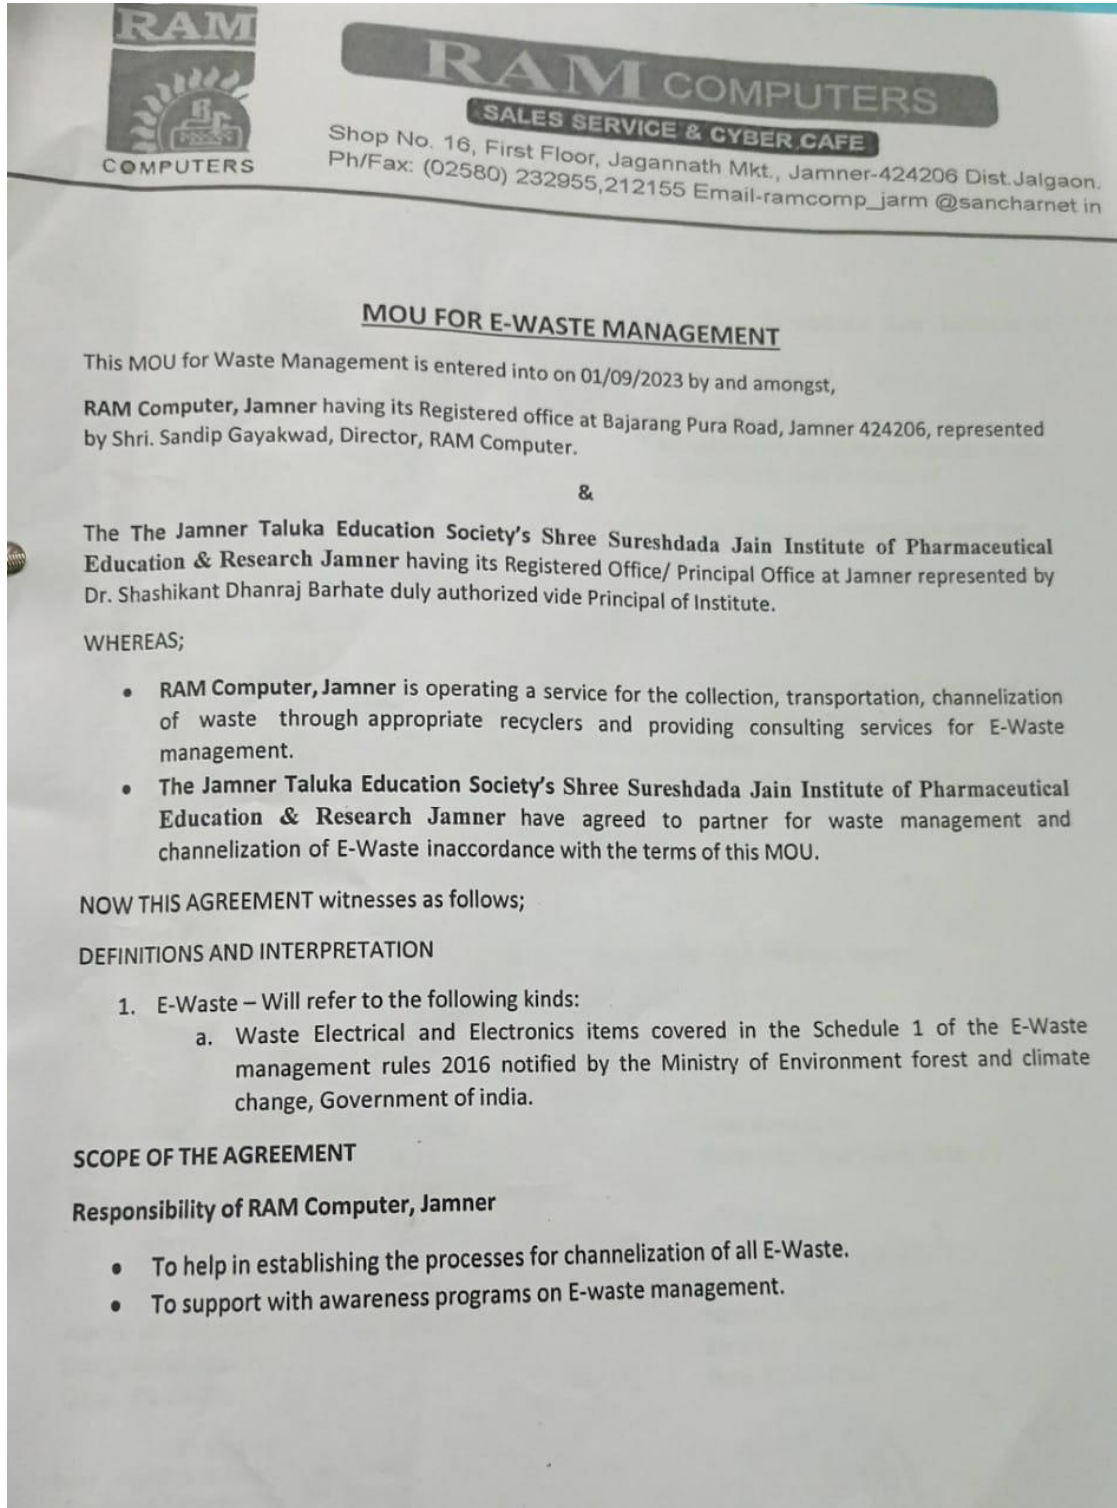 RAM
COMPUTERS
RAM COMPUTERS
SALES SERVICE & CYBER CAFE
Shop No. 16, First Floor, Jagannath Mkt., Jamner-424206 Dist.Jalgaon.
Ph/Fax: (02580) 232955,212155 Email-ramcomp_jarm @sancharnet in
MOU FOR E-WASTE MANAGEMENT
This MOU for Waste Management is entered into on 01/09/2023 by and amongst,
RAM Computer, Jamner having its Registered office at Bajarang Pura Road, Jamner 424206, represented
by Shri. Sandip Gayakwad, Director, RAM Computer.
&
The The Jamner Taluka Education Society's Shree Sureshdada Jain Institute of Pharmaceutical
Education & Research Jamner having its Registered Office/ Principal Office at Jamner represented by
Dr. Shashikant Dhanraj Barhate duly authorized vide Principal of Institute.
WHEREAS;
• RAM Computer, Jamner is operating a service for the collection, transportation, channelization
of waste through appropriate recyclers and providing consulting services for E-Waste
management.
• The Jamner Taluka Education Society's Shree Sureshdada Jain Institute of Pharmaceutical
Education & Research Jamner have agreed to partner for waste management and
channelization of E-Waste inaccordance with the terms of this MOU.
NOW THIS AGREEMENT witnesses as follows;
DEFINITIONS AND INTERPRETATION
1. E-Waste – Will refer to the following kinds:
a. Waste Electrical and Electronics items covered in the Schedule 1 of the E-Waste
management rules 2016 notified by the Ministry of Environment forest and climate
change, Government of india.
SCOPE OF THE AGREEMENT
Responsibility of RAM Computer, Jamner
• To help in establishing the processes for channelization of all E-Waste.
• To support with awareness programs on E-waste management.